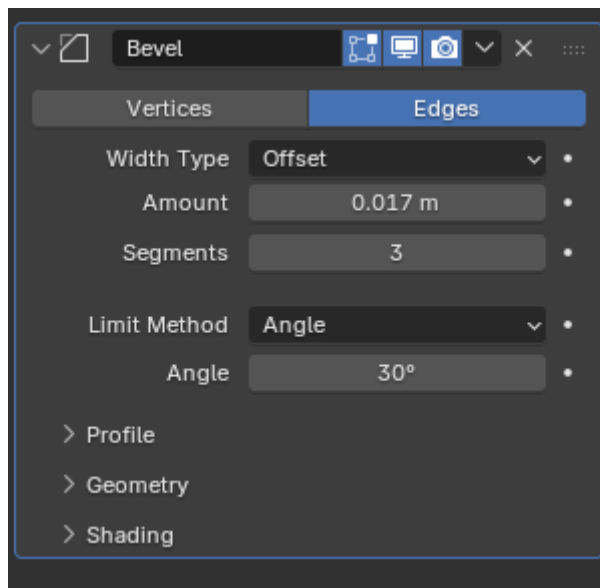 Bevel
Vertices Edges
Width Type Offset
Amount 0.017 m
Segments 3
Limit Method Angle
Angle 30°
Profile
Geometry
Shading